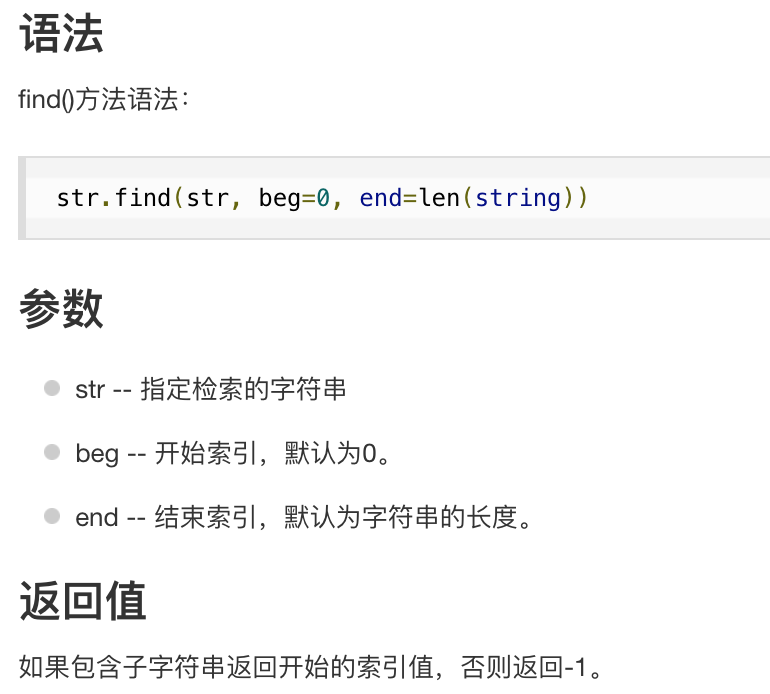 语法
find()方法语法：
str.find(str, beg=0, end=len(string))
参数
str -- 指定检索的字符串
beg -- 开始索引，默认为0。
end -- 结束索引，默认为字符串的长度。
返回值
如果包含子字符串返回开始的索引值，否则返回-1。